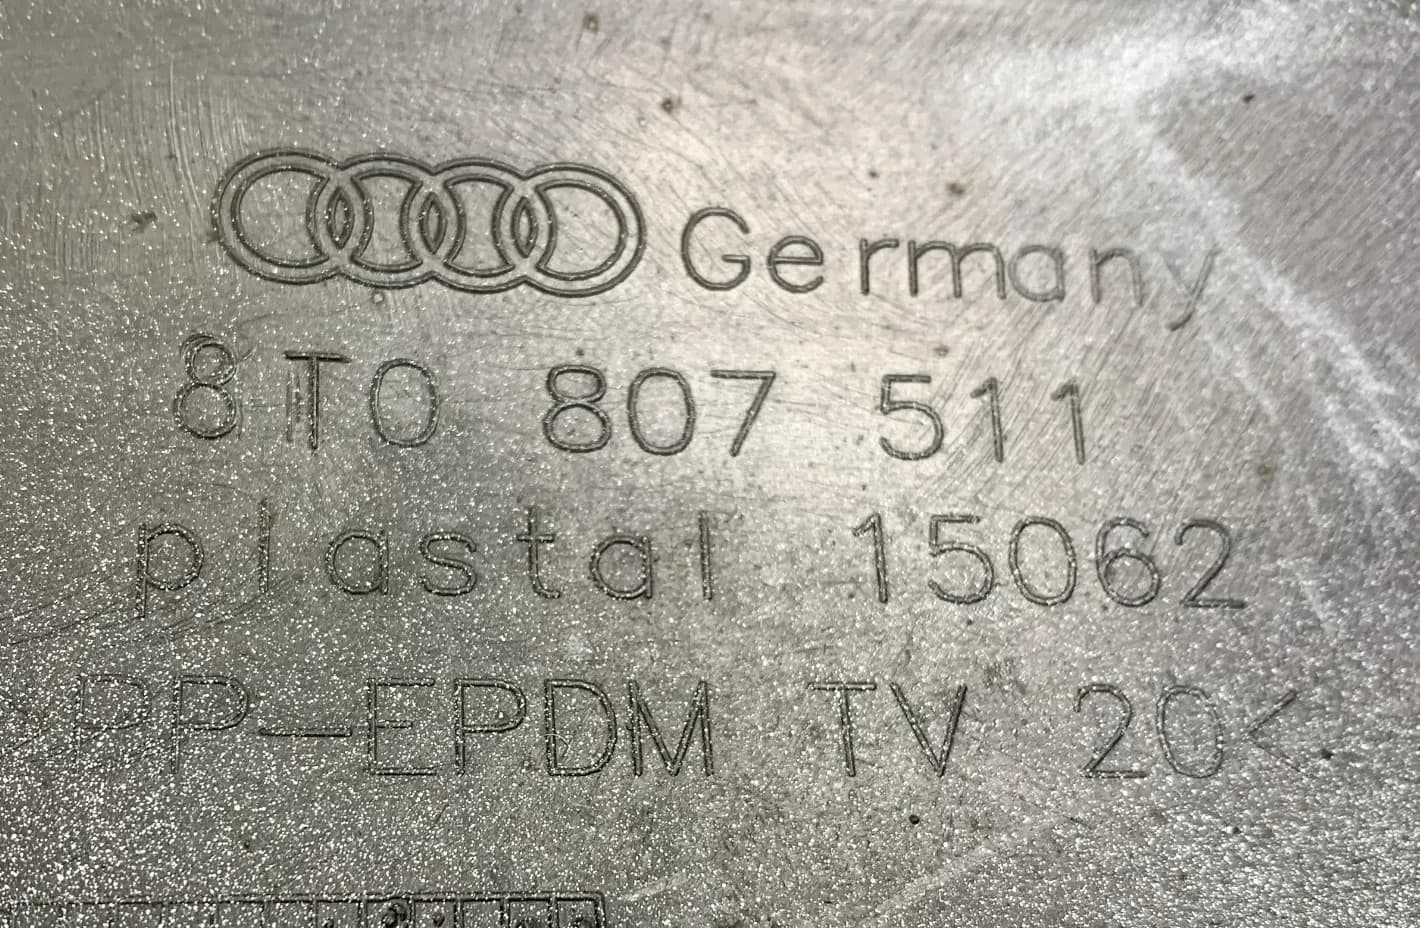 Germany
8T0 807 511
plastal 15062
PP-EPDM TV 20<